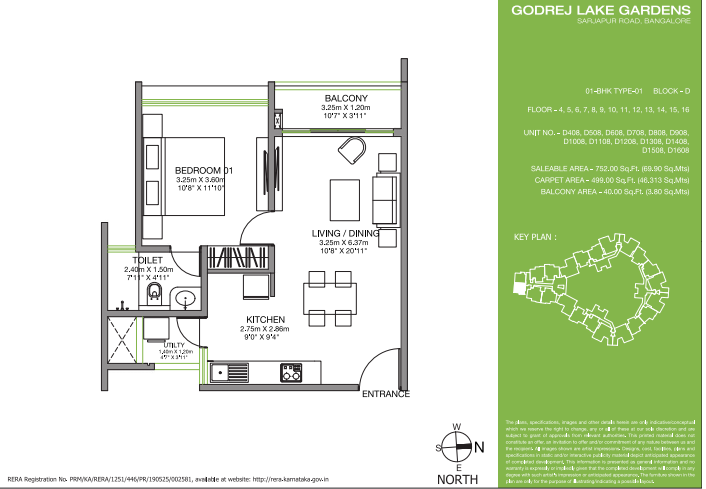 GODREJ LAKE GARDENS
SARJAPUR ROAD, BANGALORE
01-BHK TYPE-01 BLOCK - D
FLOOR - 4, 5, 6, 7, 8, 9, 10, 11, 12, 13, 14, 15, 16
UNIT NO. - D408, D508, D608, D708, D808, D908,
D1008, D1108, D1208, D1308, D1408,
D1508, D1608
SALEABLE AREA - 752.00 Sq.Ft. (69.90 Sq.Mts)
CARPET AREA - 499.00 Sq.Ft. (46.313 Sq.Mts)
BALCONY AREA - 40.00 Sq.Ft. (3.80 Sq.Mts)
KEY PLAN :
BALCONY
3.25m X 1.20m
10'7" X 3'11"
BEDROOM 01
3.25m X 3.60m
10'8" X 11'10"
LIVING / DINING
3.25m X 6.37m
10'8" X 20'11"
TOILET
2.40m X 1.50m
7'11" X 4'11"
KITCHEN
2.75m X 2.86m
9'0" X 9'4"
UTILTY
1.40m X 1.20m
4'7" X 3'11"
ENTRANCE
W
S
N
E
NORTH
The plans, specifications, images and other details herein are only indicative/conceptual
which we reserve the right to change, any or all of these at our sole discretion and are
subject to grant of approvals from relevant authorities. The printed material does not
constitute an offer, an invitation to offer and/or commitment of any nature between us and
the recipient. All images shown are artist impressions. Designs, cost, facilities, plans and
specifications in static and/or interactive publicity material depict anticipated appearance
of completed development. This information is presented as general information and no
warranty is expressly or impliedly given that the completed development will comply in any
degree with such artist's impression or anticipated appearance. The furniture shown in the
plan are only for the purpose of illustrating/indicating a possible layout.
RERA Registration No. PRM/KA/RERA/1251/446/PR/190525/002581, available at website: http://rera.karnataka.gov.in